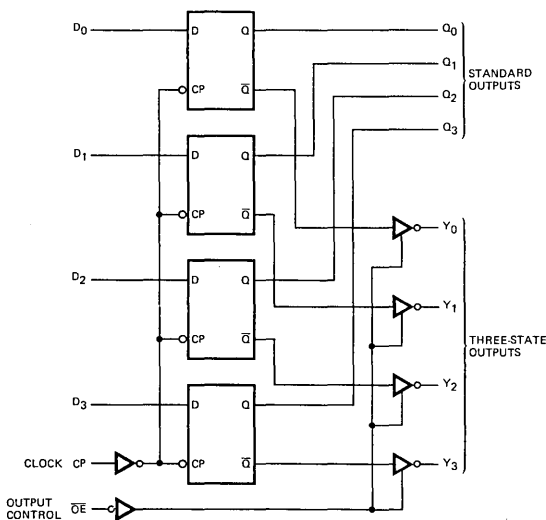 D0 D Q Q0
Q1
CP Q̅ Q2
STANDARD
OUTPUTS
Q3
D1 D Q
CP Q̅
Y0
D2 D Q
Y1
CP Q̅
THREE-STATE
OUTPUTS
Y2
D3 D Q
CLOCK CP CP Q̅ Y3
OUTPUT
CONTROL O̅E̅